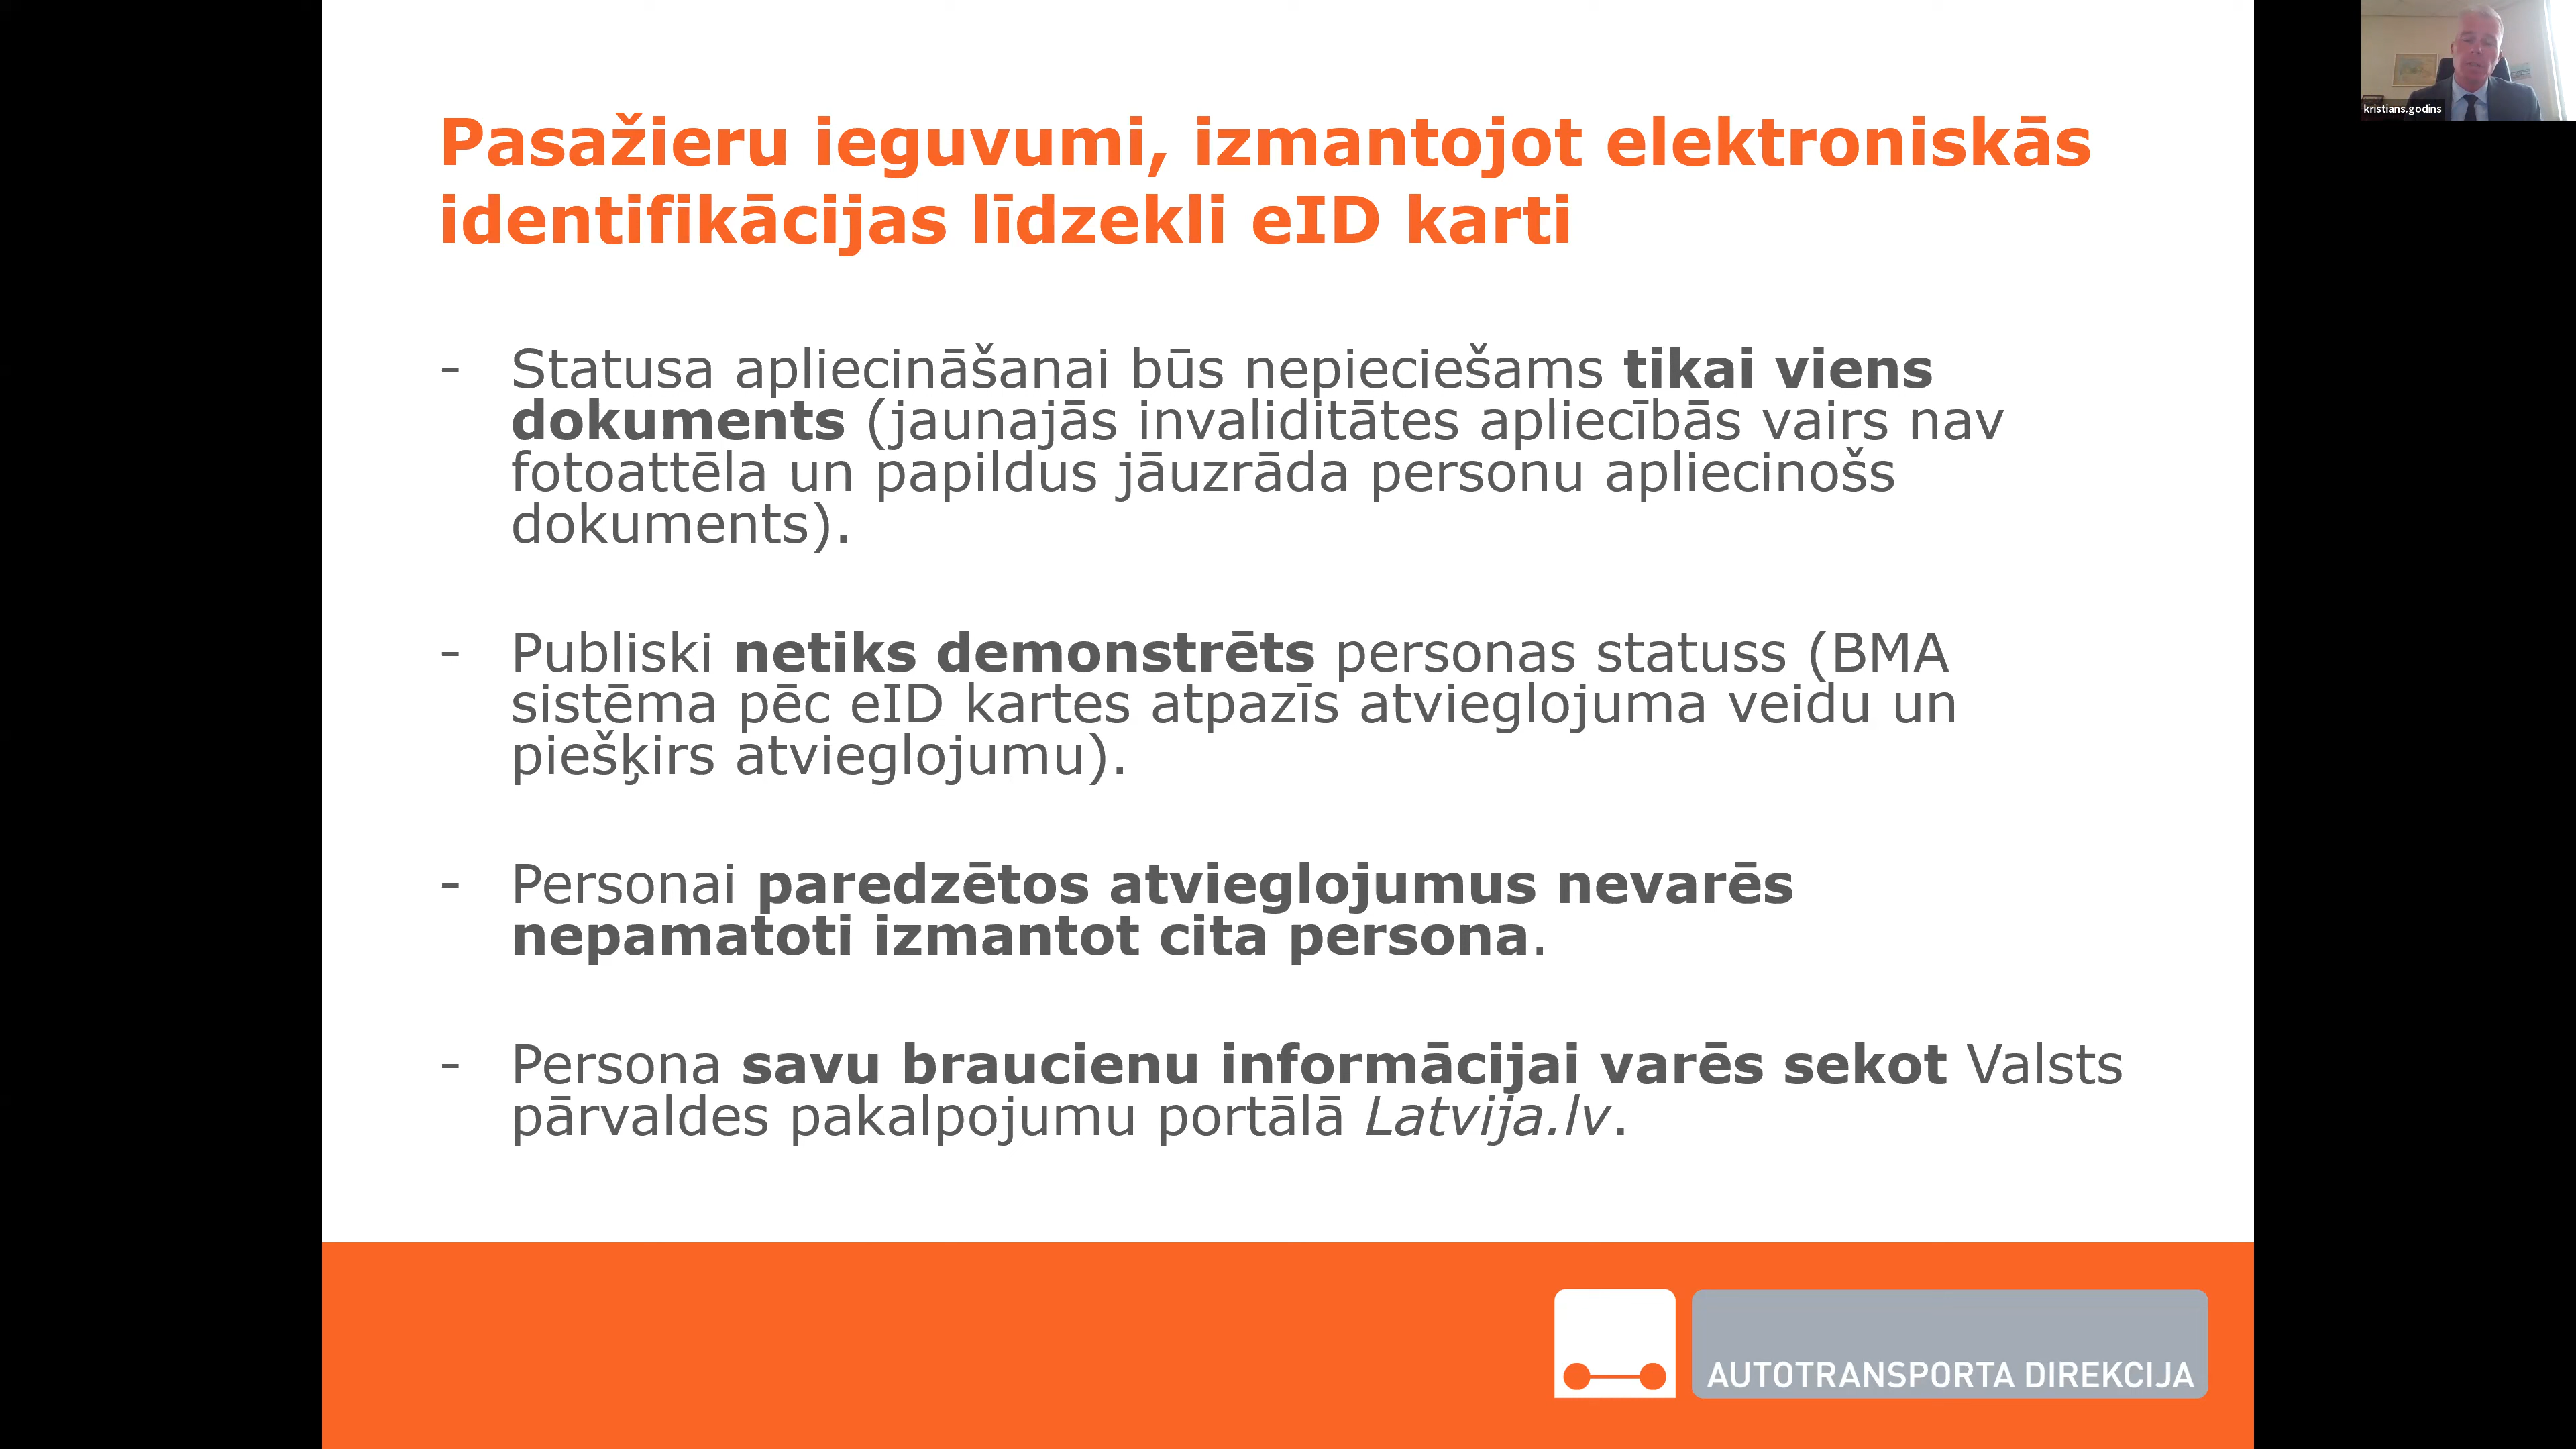 Pasažieru ieguvumi, izmantojot elektroniskās
identifikācijas līdzekli eID karti
- Statusa apliecināšanai būs nepieciešams tikai viens
dokuments (jaunajās invaliditātes apliecībās vairs nav
fotoattēla un papildus jāuzrāda personu apliecinošs
dokuments).
- Publiski netiks demonstrēts personas statuss (BMA
sistēma pēc eID kartes atpazīs atvieglojuma veidu un
piešķirs atvieglojumu).
- Personai paredzētos atvieglojumus nevarēs
nepamatoti izmantot cita persona.
- Persona savu braucienu informācijai varēs sekot Valsts
pārvaldes pakalpojumu portālā Latvija.lv.
AUTOTRANSPORTA DIREKCIJA
kristians.godins